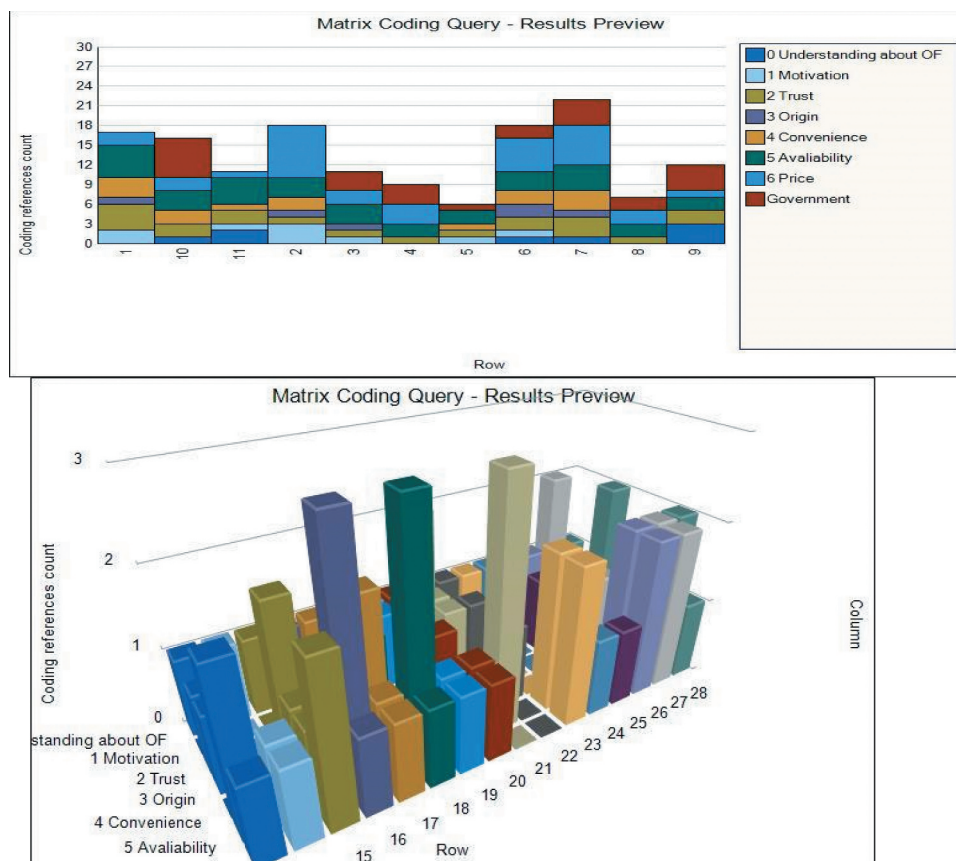 Matrix Coding Query - Results Preview
Coding references count
30
27
24
21
18
15
12
9
6
3
0
1
10
11
2
3
4
5
6
7
8
9
Row
0 Understanding about OF
1 Motivation
2 Trust
3 Origin
4 Convenience
5 Avaliability
6 Price
Government
Matrix Coding Query - Results Preview
Coding references count
3
2
1
0
standing about OF
1 Motivation
2 Trust
3 Origin
4 Convenience
5 Avaliability
15
16
17
18
19
20
21
22
23
24
25
26
27
28
Row
Column